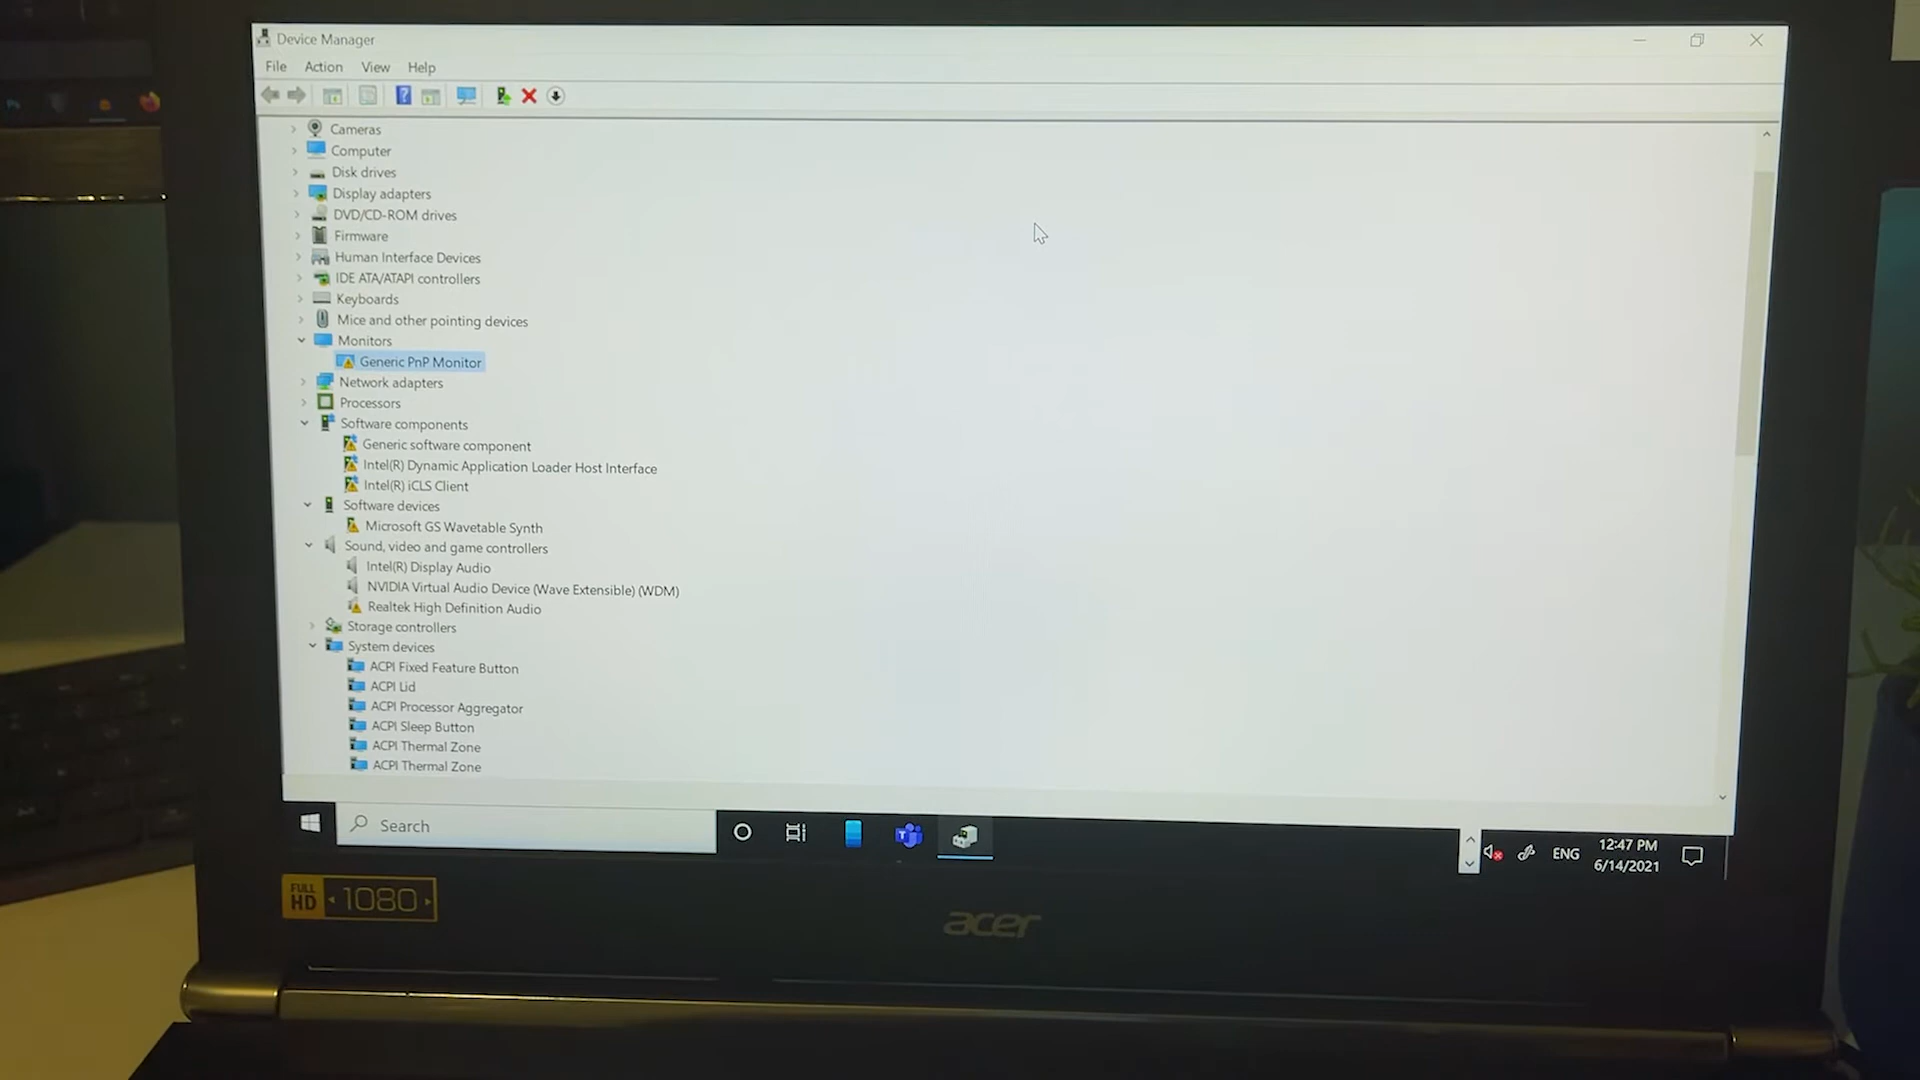 Device Manager
File Action View Help
Cameras
Computer
Disk drives
Display adapters
DVD/CD-ROM drives
Firmware
Human Interface Devices
IDE ATA/ATAPI controllers
Keyboards
Mice and other pointing devices
Monitors
Generic PnP Monitor
Network adapters
Processors
Software components
Generic software component
Intel(R) Dynamic Application Loader Host Interface
Intel(R) iCLS Client
Software devices
Microsoft GS Wavetable Synth
Sound, video and game controllers
Intel(R) Display Audio
NVIDIA Virtual Audio Device (Wave Extensible) (WDM)
Realtek High Definition Audio
Storage controllers
System devices
ACPI Fixed Feature Button
ACPI Lid
ACPI Processor Aggregator
ACPI Sleep Button
ACPI Thermal Zone
ACPI Thermal Zone
Search
ENG
12:47 PM
6/14/2021
FULL HD 1080
acer